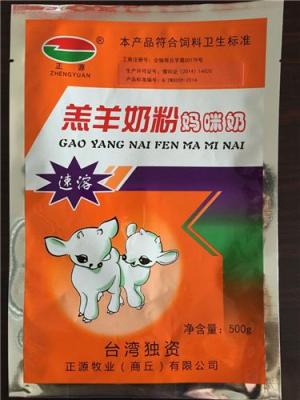 正源
ZHENGYUAN
本产品符合饲料卫生标准
羔羊奶粉妈咪奶
GAO YANG NAI FEN MA MI NAI
速溶
净含量：500g
台湾独资
正源牧业（商丘）有限公司